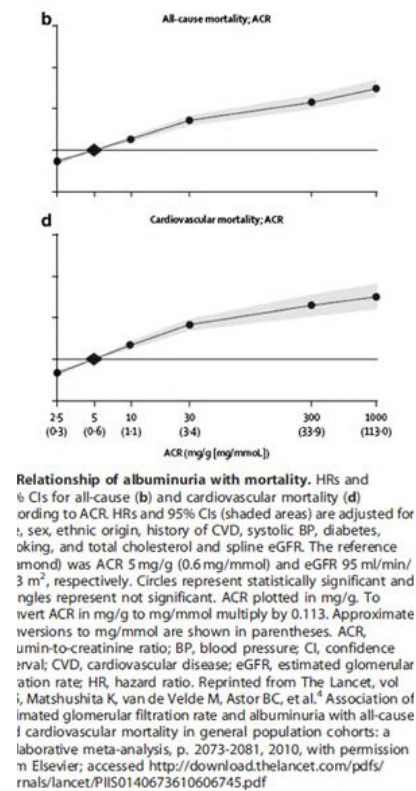 b
All-cause mortality; ACR
d
Cardiovascular mortality; ACR
2·5 5 10 30 300 1000
(0·3) (0·6) (1·1) (3·4) (33·9) (113·0)
ACR (mg/g [mg/mmoL])
Relationship of albuminuria with mortality. HRs and
% CIs for all-cause (b) and cardiovascular mortality (d)
ording to ACR. HRs and 95% CIs (shaded areas) are adjusted for
e, sex, ethnic origin, history of CVD, systolic BP, diabetes,
oking, and total cholesterol and spline eGFR. The reference
amond) was ACR 5 mg/g (0.6 mg/mmol) and eGFR 95 ml/min/
3 m², respectively. Circles represent statistically significant and
ngles represent not significant. ACR plotted in mg/g. To
nvert ACR in mg/g to mg/mmol multiply by 0.113. Approximate
versions to mg/mmol are shown in parentheses. ACR,
umin-to-creatinine ratio; BP, blood pressure; CI, confidence
erval; CVD, cardiovascular disease; eGFR, estimated glomerular
ration rate; HR, hazard ratio. Reprinted from The Lancet, vol
5, Matshushita K, van de Velde M, Astor BC, et al.⁴ Association of
imated glomerular filtration rate and albuminuria with all-cause
d cardiovascular mortality in general population cohorts: a
laborative meta-analysis, p. 2073-2081, 2010, with permission
m Elsevier; accessed http://download.thelancet.com/pdfs/
rnals/lancet/PIIS0140673610606745.pdf